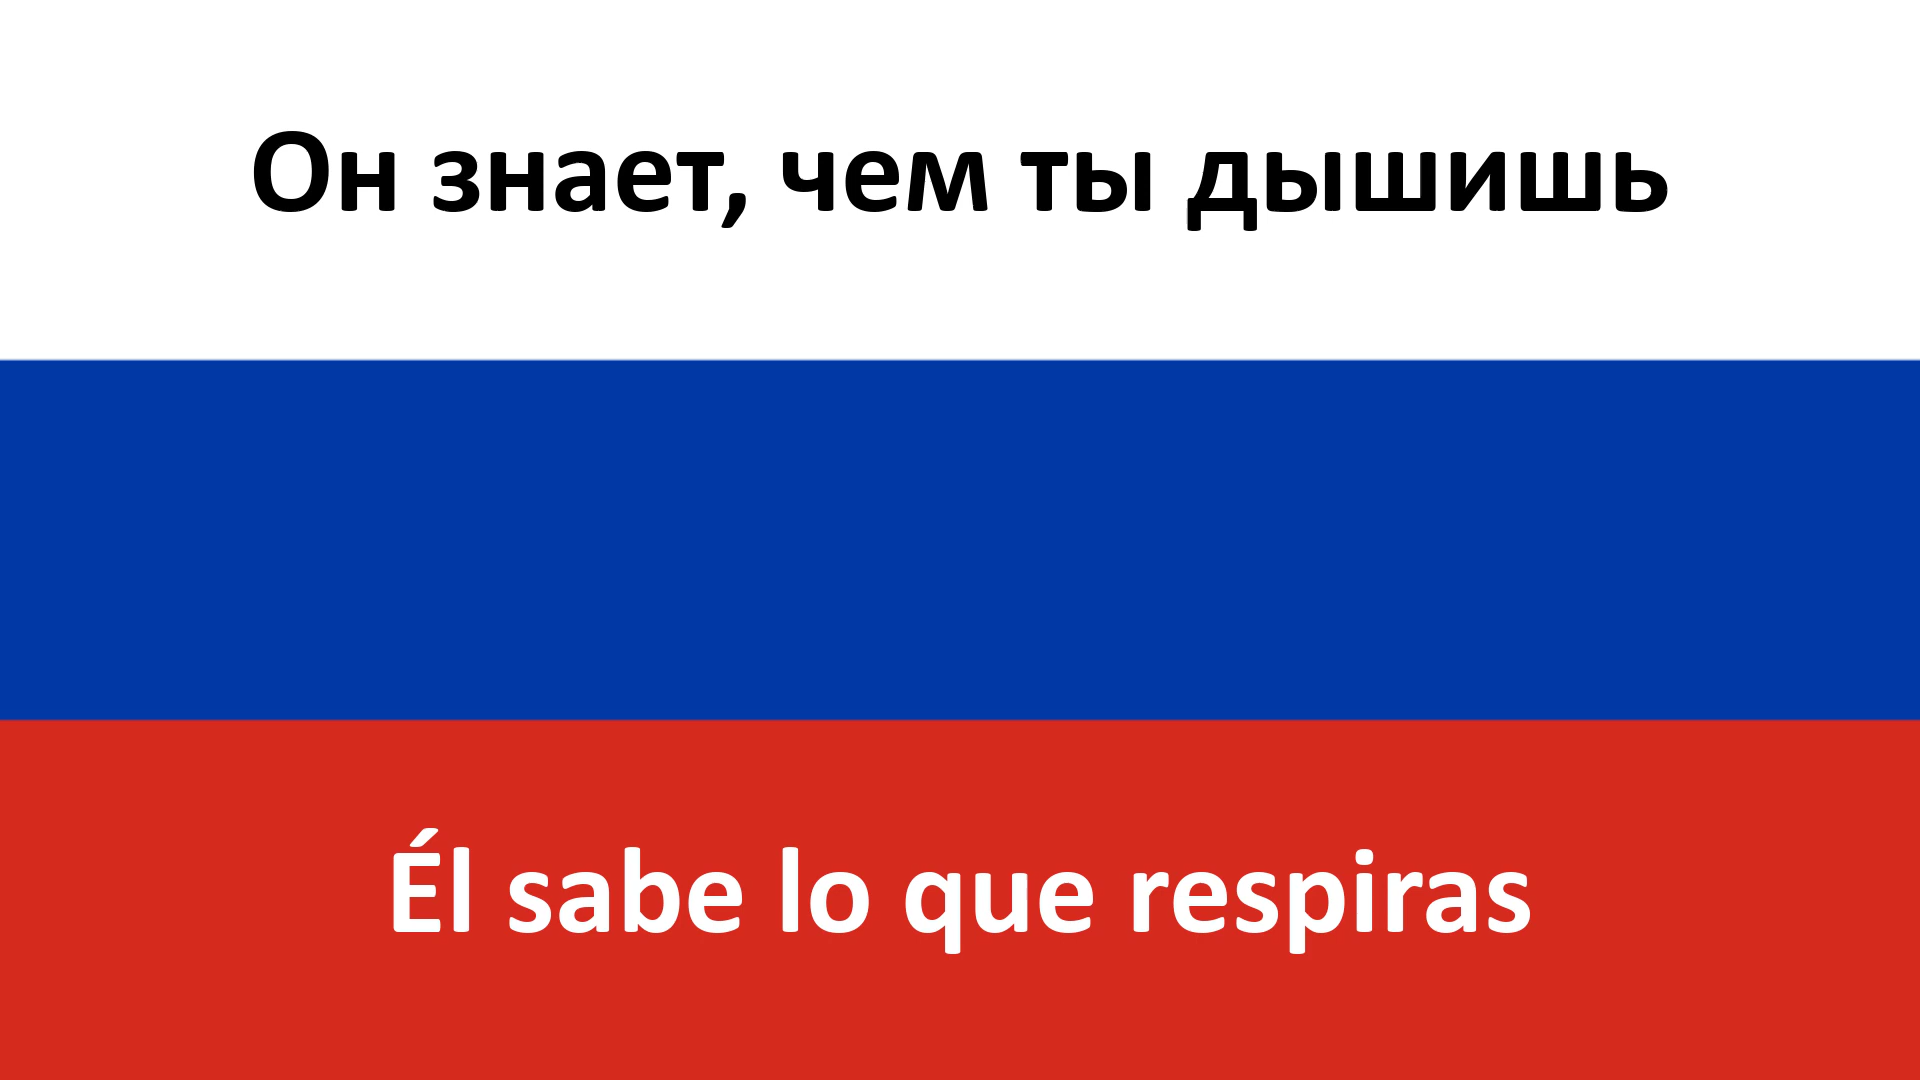 Он знает, чем ты дышишь
Él sabe lo que respiras